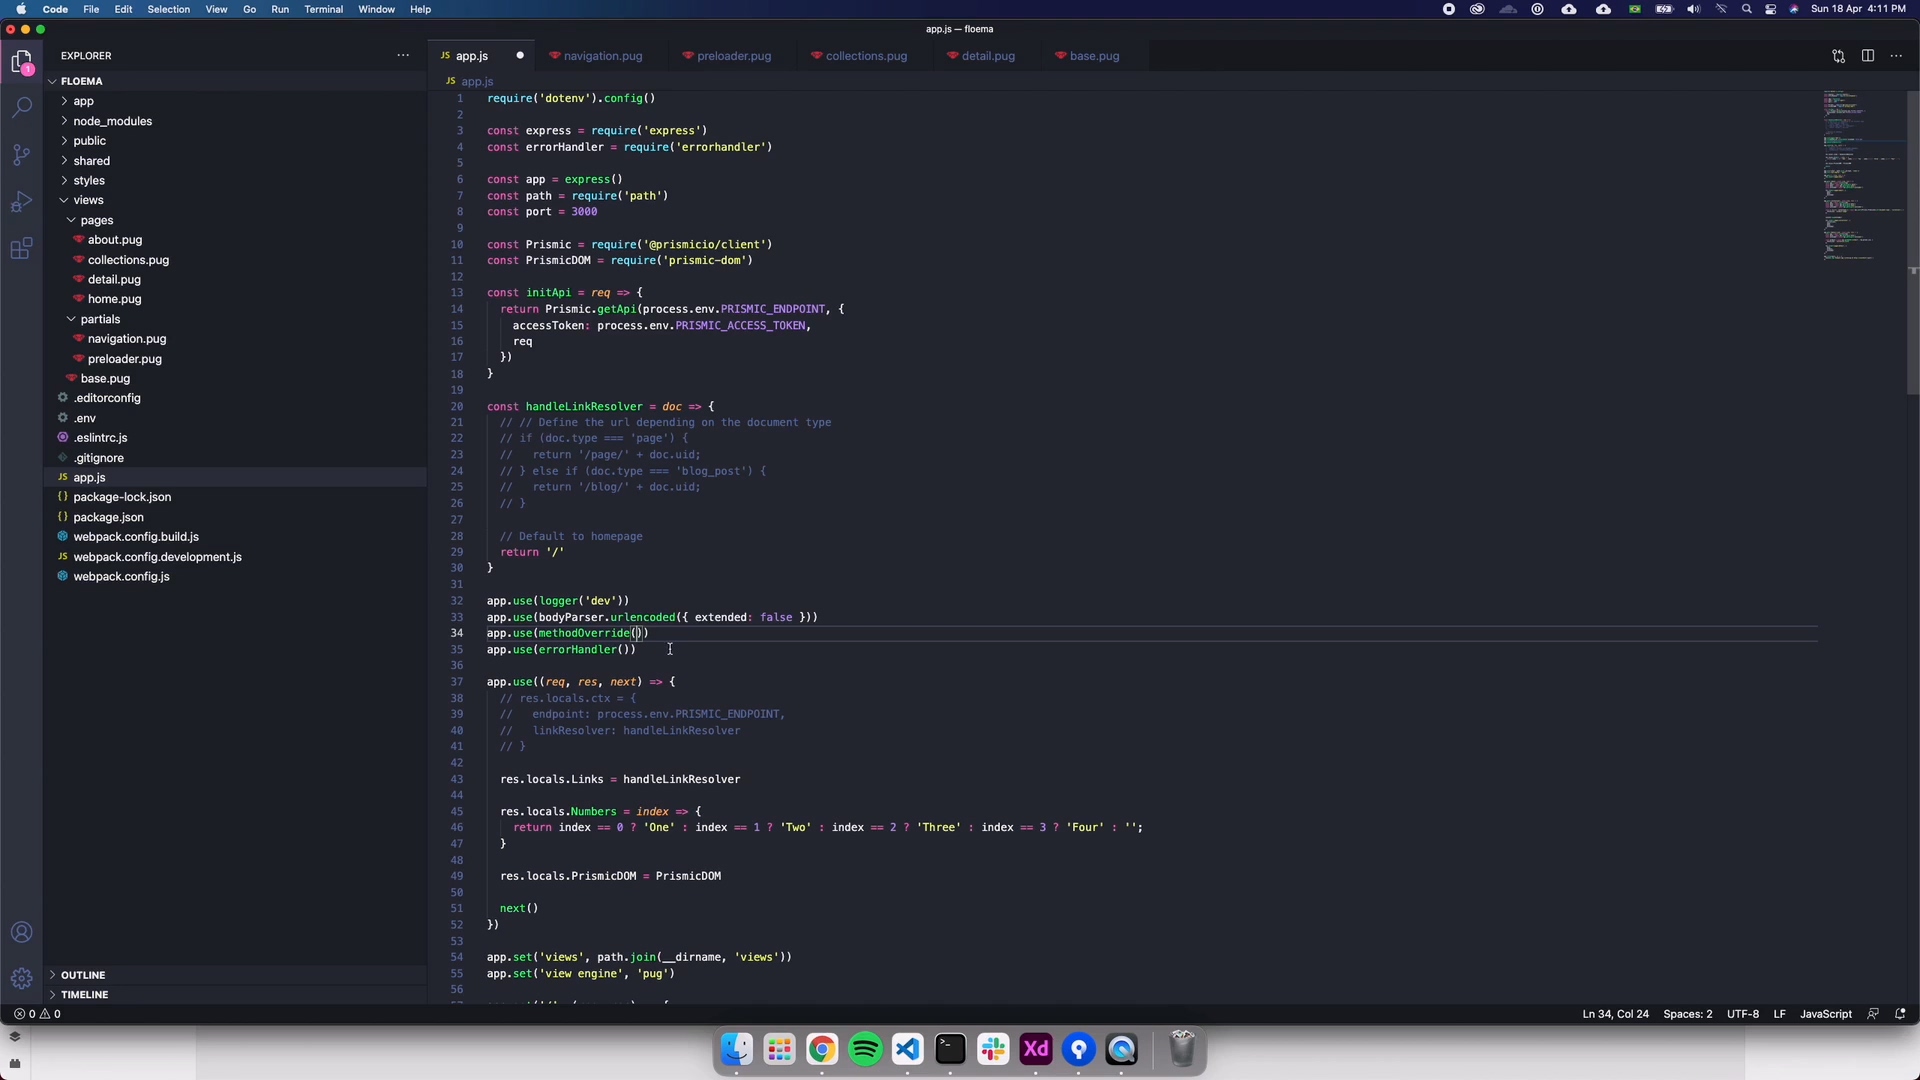 Code File Edit Selection View Go Run Terminal Window Help Sun 18 Apr 4:11 PM
app.js — floema
EXPLORER
FLOEMA
app
node_modules
public
shared
styles
views
pages
about.pug
collections.pug
detail.pug
home.pug
partials
navigation.pug
preloader.pug
base.pug
.editorconfig
.env
.eslintrc.js
.gitignore
JS app.js
{} package-lock.json
{} package.json
webpack.config.build.js
JS webpack.config.development.js
webpack.config.js
OUTLINE
TIMELINE
1
JS app.js navigation.pug preloader.pug collections.pug detail.pug base.pug
JS app.js
1 require('dotenv').config()
2
3 const express = require('express')
4 const errorHandler = require('errorhandler')
5
6 const app = express()
7 const path = require('path')
8 const port = 3000
9
10 const Prismic = require('@prismicio/client')
11 const PrismicDOM = require('prismic-dom')
12
13 const initApi = req => {
14 return Prismic.getApi(process.env.PRISMIC_ENDPOINT, {
15 accessToken: process.env.PRISMIC_ACCESS_TOKEN,
16 req
17 })
18 }
19
20 const handleLinkResolver = doc => {
21 // // Define the url depending on the document type
22 // if (doc.type === 'page') {
23 //   return '/page/' + doc.uid;
24 // } else if (doc.type === 'blog_post') {
25 //   return '/blog/' + doc.uid;
26 // }
27
28 // Default to homepage
29 return '/'
30 }
31
32 app.use(logger('dev'))
33 app.use(bodyParser.urlencoded({ extended: false }))
34 app.use(methodOverride())
35 app.use(errorHandler())
36
37 app.use((req, res, next) => {
38 // res.locals.ctx = {
39 //   endpoint: process.env.PRISMIC_ENDPOINT,
40 //   linkResolver: handleLinkResolver
41 // }
42
43 res.locals.Links = handleLinkResolver
44
45 res.locals.Numbers = index => {
46 return index == 0 ? 'One' : index == 1 ? 'Two' : index == 2 ? 'Three' : index == 3 ? 'Four' : '';
47 }
48
49 res.locals.PrismicDOM = PrismicDOM
50
51 next()
52 })
53
54 app.set('views', path.join(__dirname, 'views'))
55 app.set('view engine', 'pug')
56
0 0 Ln 34, Col 24 Spaces: 2 UTF-8 LF JavaScript
Xd